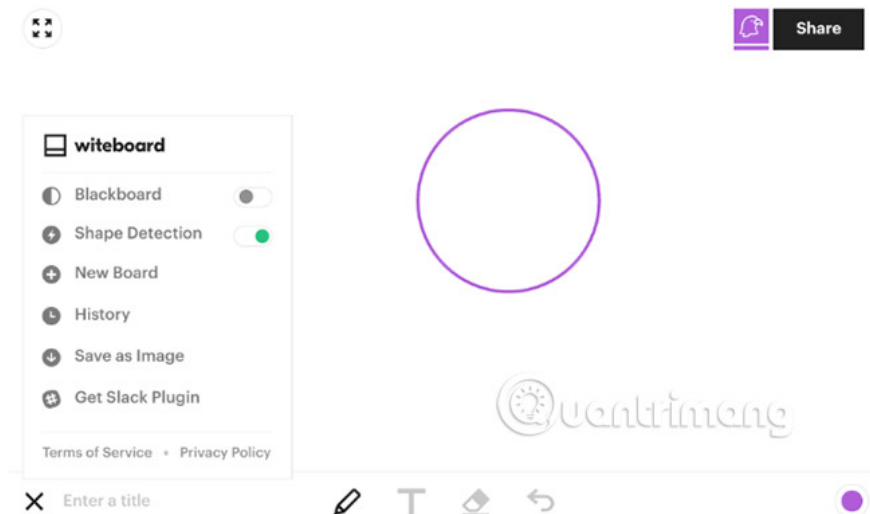 Share
witeboard
Blackboard
Shape Detection
New Board
History
Save as Image
Get Slack Plugin
Terms of Service • Privacy Policy
Quantrimang
Enter a title
T